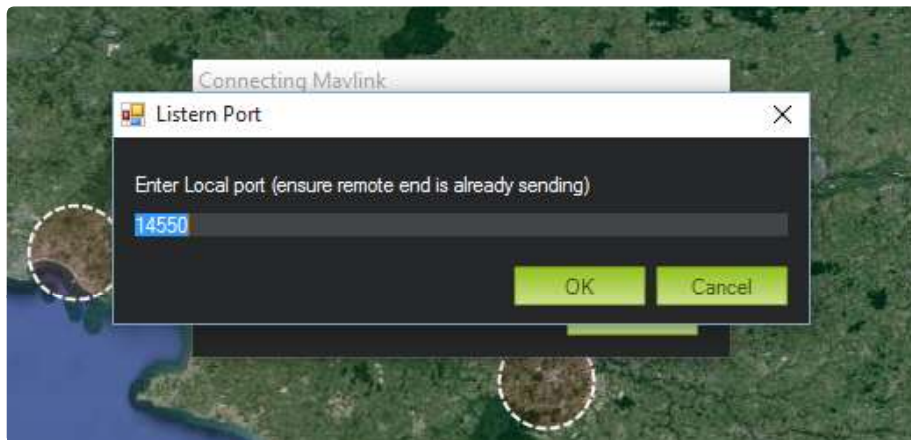 Connecting Mavlink
Listern Port
Enter Local port (ensure remote end is already sending)
14550
OK
Cancel